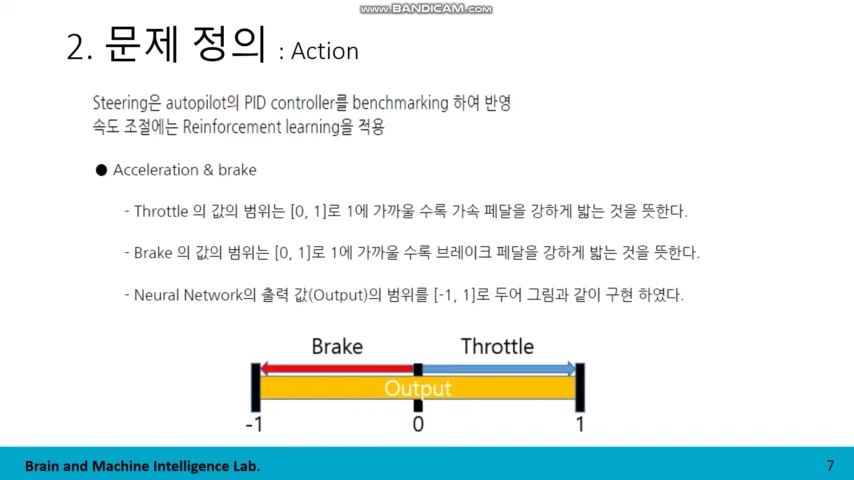 www.BANDICAM.com
2. 문제 정의 : Action
Steering은 autopilot의 PID controller를 benchmarking 하여 반영
속도 조절에는 Reinforcement learning을 적용
● Acceleration & brake
- Throttle 의 값의 범위는 [0, 1]로 1에 가까울 수록 가속 페달을 강하게 밟는 것을 뜻한다.
- Brake 의 값의 범위는 [0, 1]로 1에 가까울 수록 브레이크 페달을 강하게 밟는 것을 뜻한다.
- Neural Network의 출력 값(Output)의 범위를 [-1, 1]로 두어 그림과 같이 구현 하였다.
Brake Throttle
Output
-1 0 1
Brain and Machine Intelligence Lab. 7